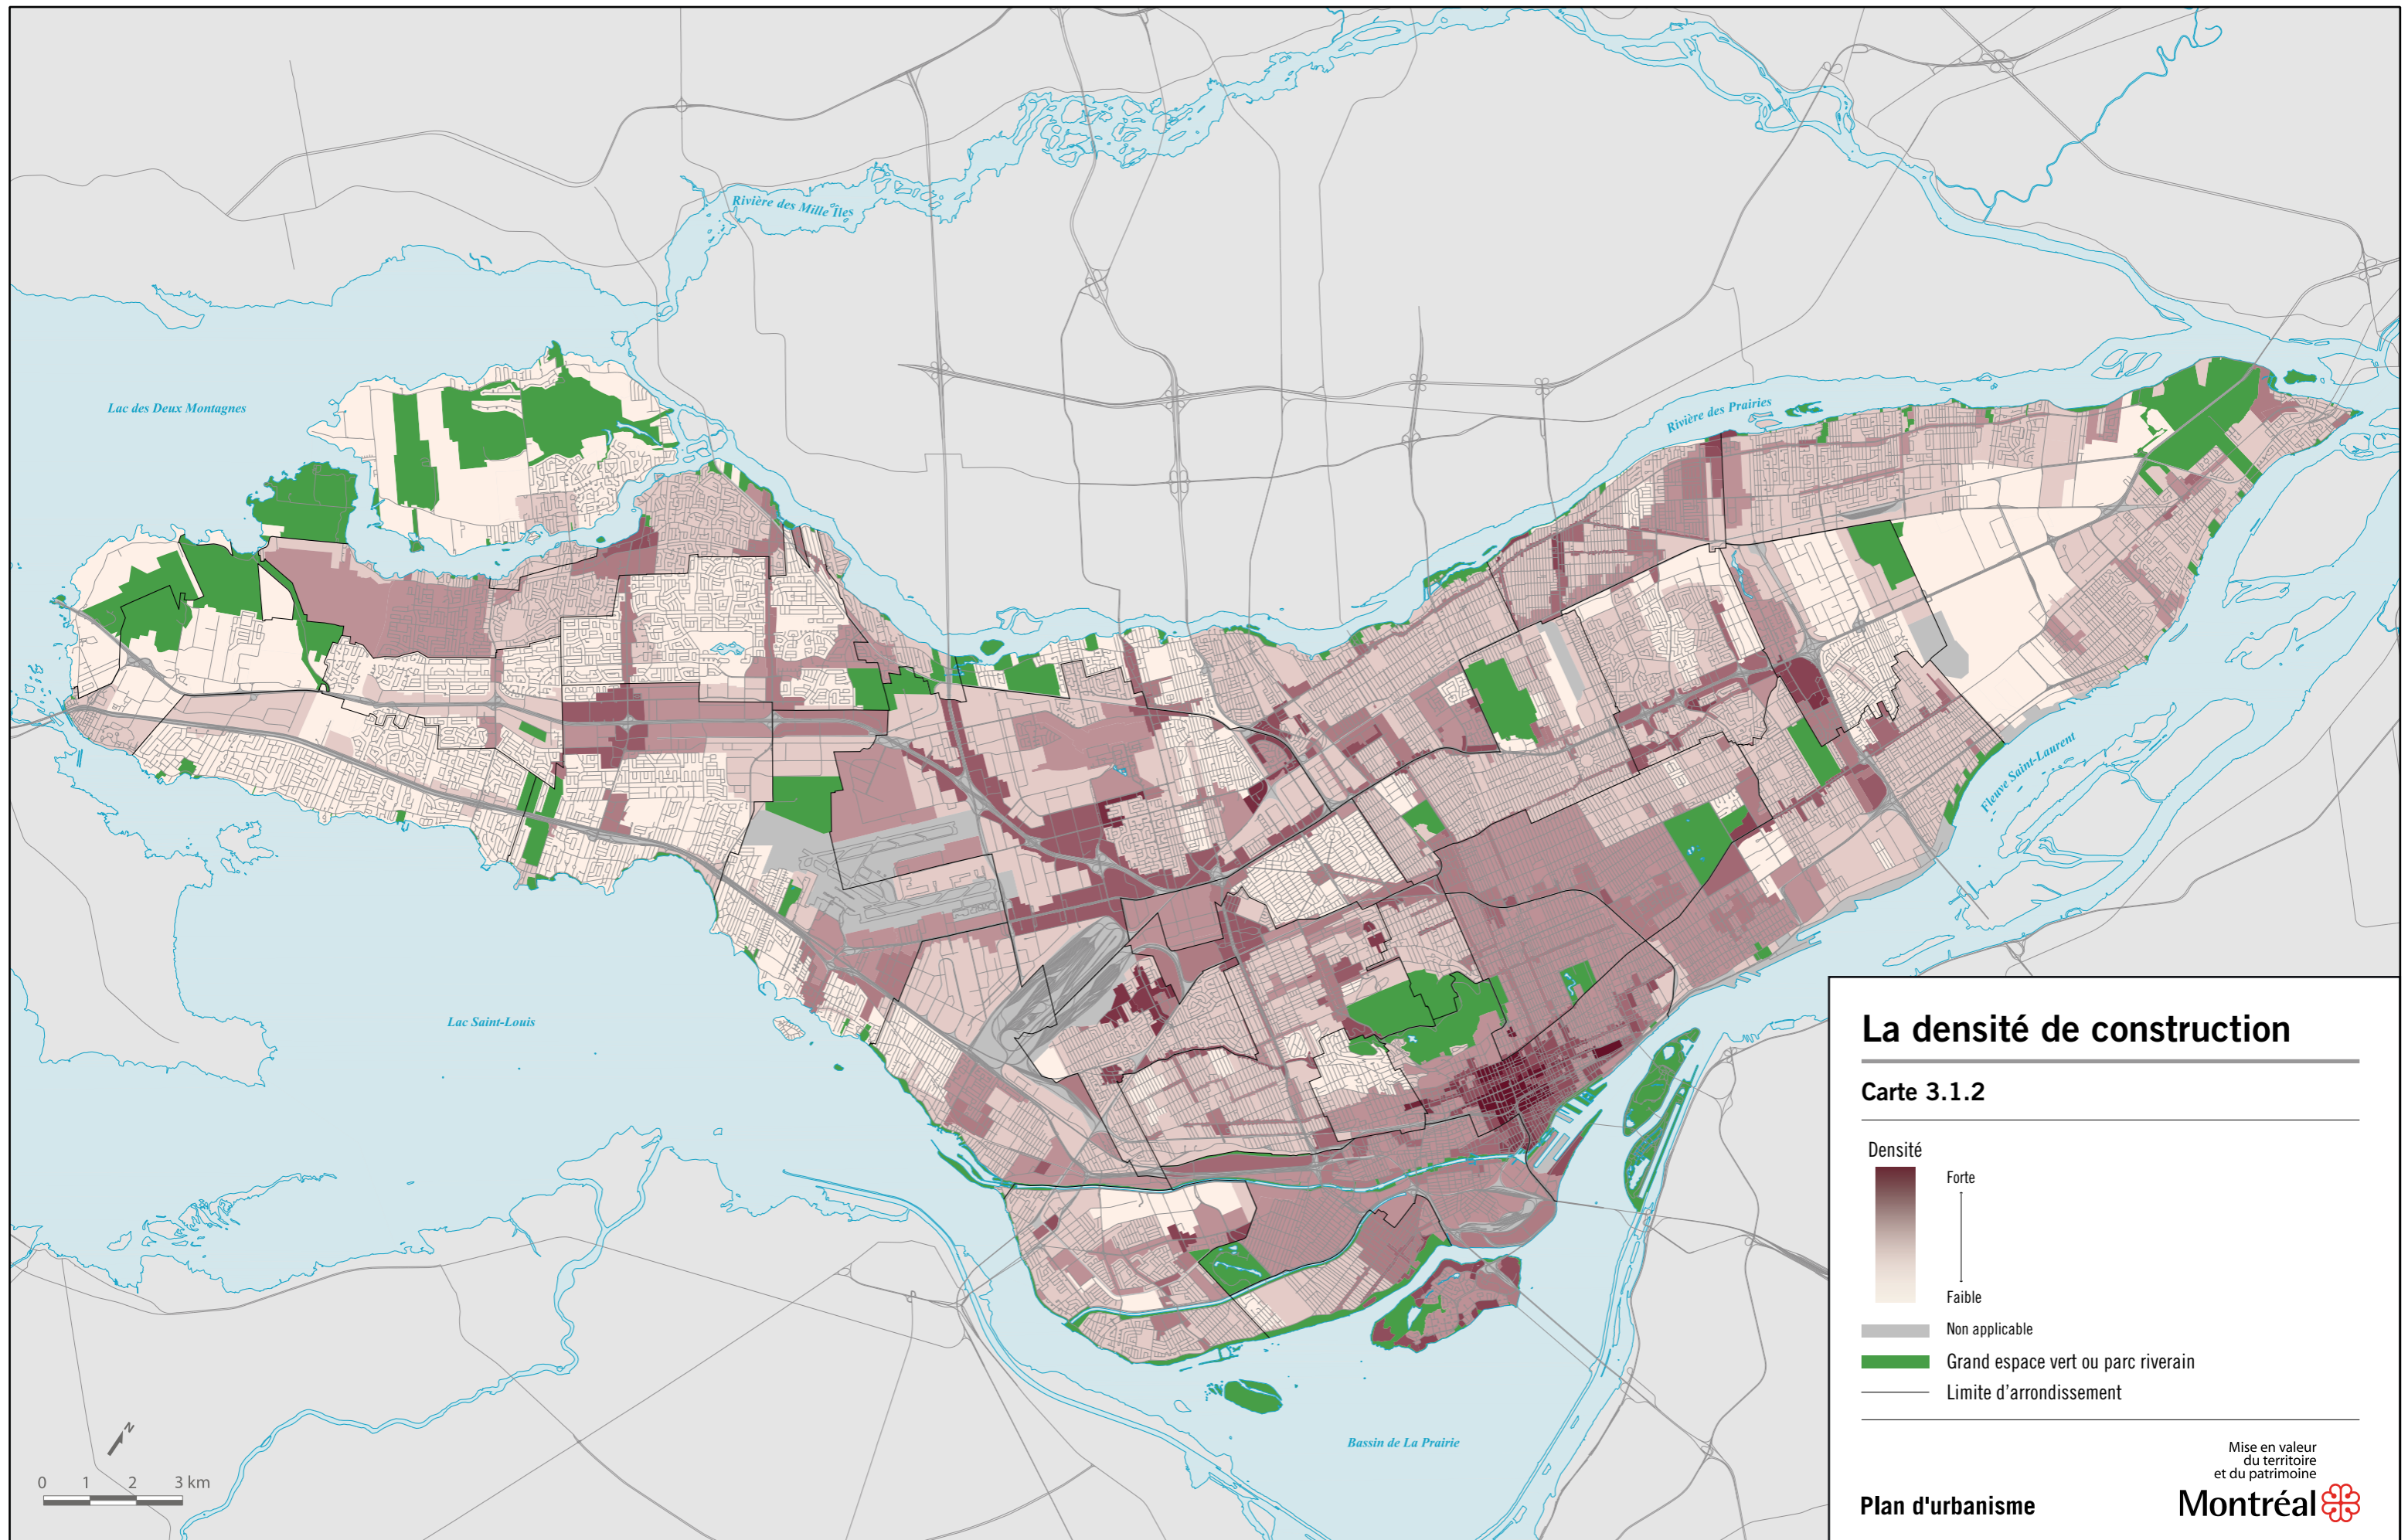 Rivière des Mille Îles
Lac des Deux Montagnes
Rivière des Prairies
Fleuve Saint-Laurent
Lac Saint-Louis
Bassin de La Prairie
N
0 1 2 3 km
La densité de construction
Carte 3.1.2
Densité
Forte
Faible
Non applicable
Grand espace vert ou parc riverain
Limite d'arrondissement
Mise en valeur
du territoire
et du patrimoine
Plan d'urbanisme
Montréal